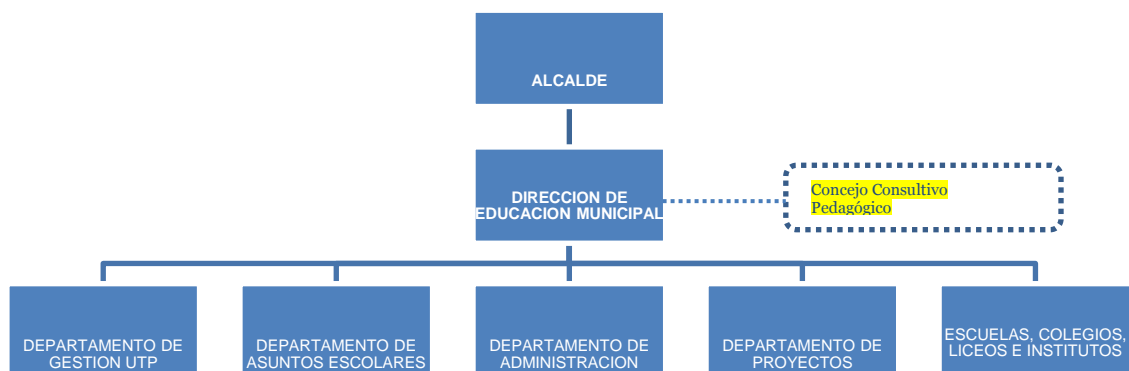 ALCALDE
DIRECCION DE
EDUCACION MUNICIPAL
Concejo Consultivo
Pedagógico
DEPARTAMENTO DE
GESTION UTP
DEPARTAMENTO DE
ASUNTOS ESCOLARES
DEPARTAMENTO DE
ADMINISTRACION
DEPARTAMENTO DE
PROYECTOS
ESCUELAS, COLEGIOS,
LICEOS E INSTITUTOS